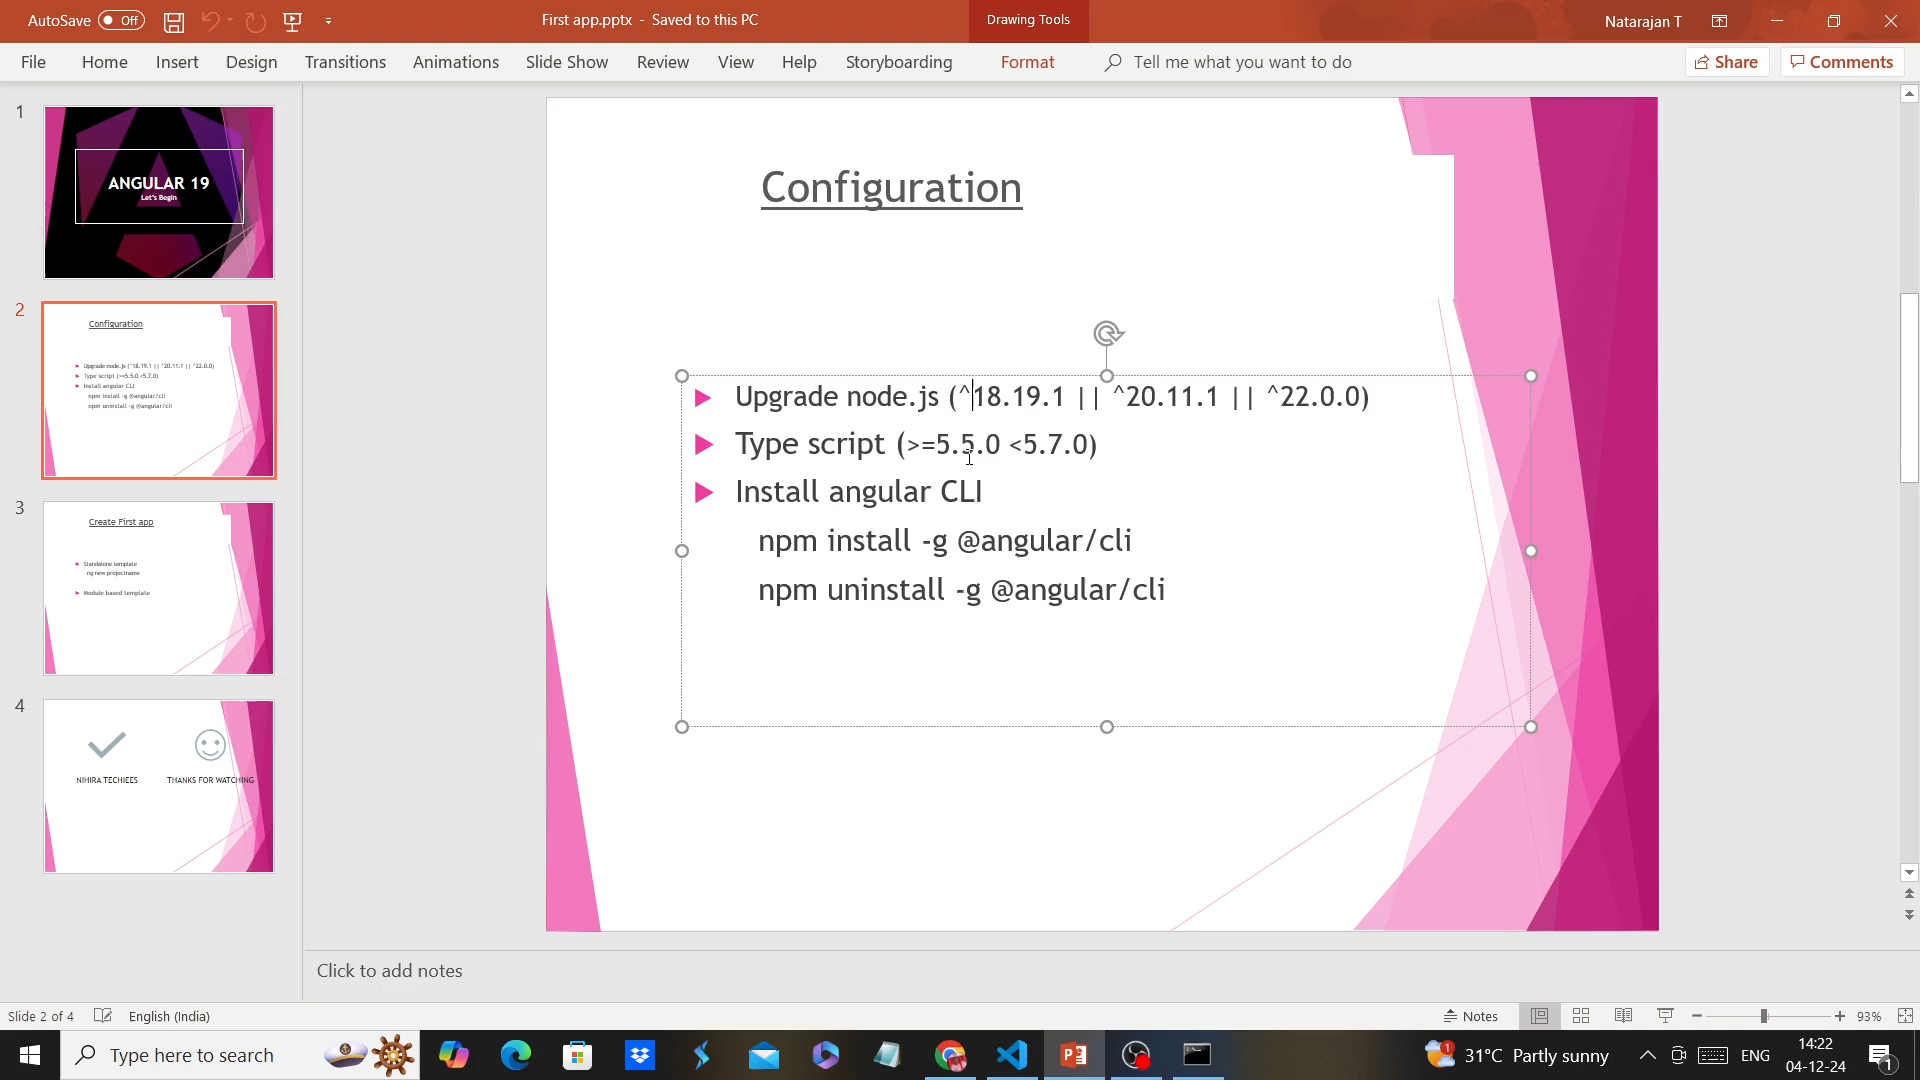 AutoSave Off
First app.pptx - Saved to this PC
Drawing Tools
Natarajan T
File Home Insert Design Transitions Animations Slide Show Review View Help Storyboarding Format Tell me what you want to do Share Comments
1
ANGULAR 19
Let's Begin
2
Configuration
Upgrade node.js (^18.19.1 || ^20.11.1 || ^22.0.0)
Type script (>=5.5.0 <5.7.0)
Install angular CLI
npm install -g @angular/cli
npm uninstall -g @angular/cli
3
Create First app
Standalone template
ng new projectname
Module based template
4
NIHIRA TECHIEES
THANKS FOR WATCHING
Configuration
Upgrade node.js (^18.19.1 || ^20.11.1 || ^22.0.0)
Type script (>=5.5.0 <5.7.0)
Install angular CLI
npm install -g @angular/cli
npm uninstall -g @angular/cli
Click to add notes
Slide 2 of 4 English (India) Notes 93%
Type here to search
1
31°C Partly sunny
ENG
14:22
04-12-24
1